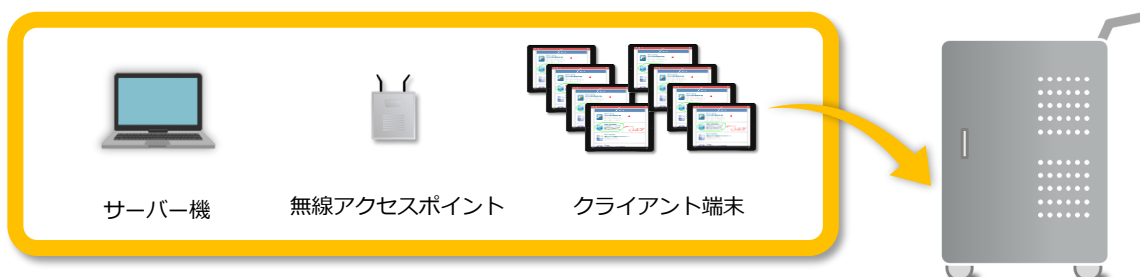 サーバー機
無線アクセスポイント
クライアント端末